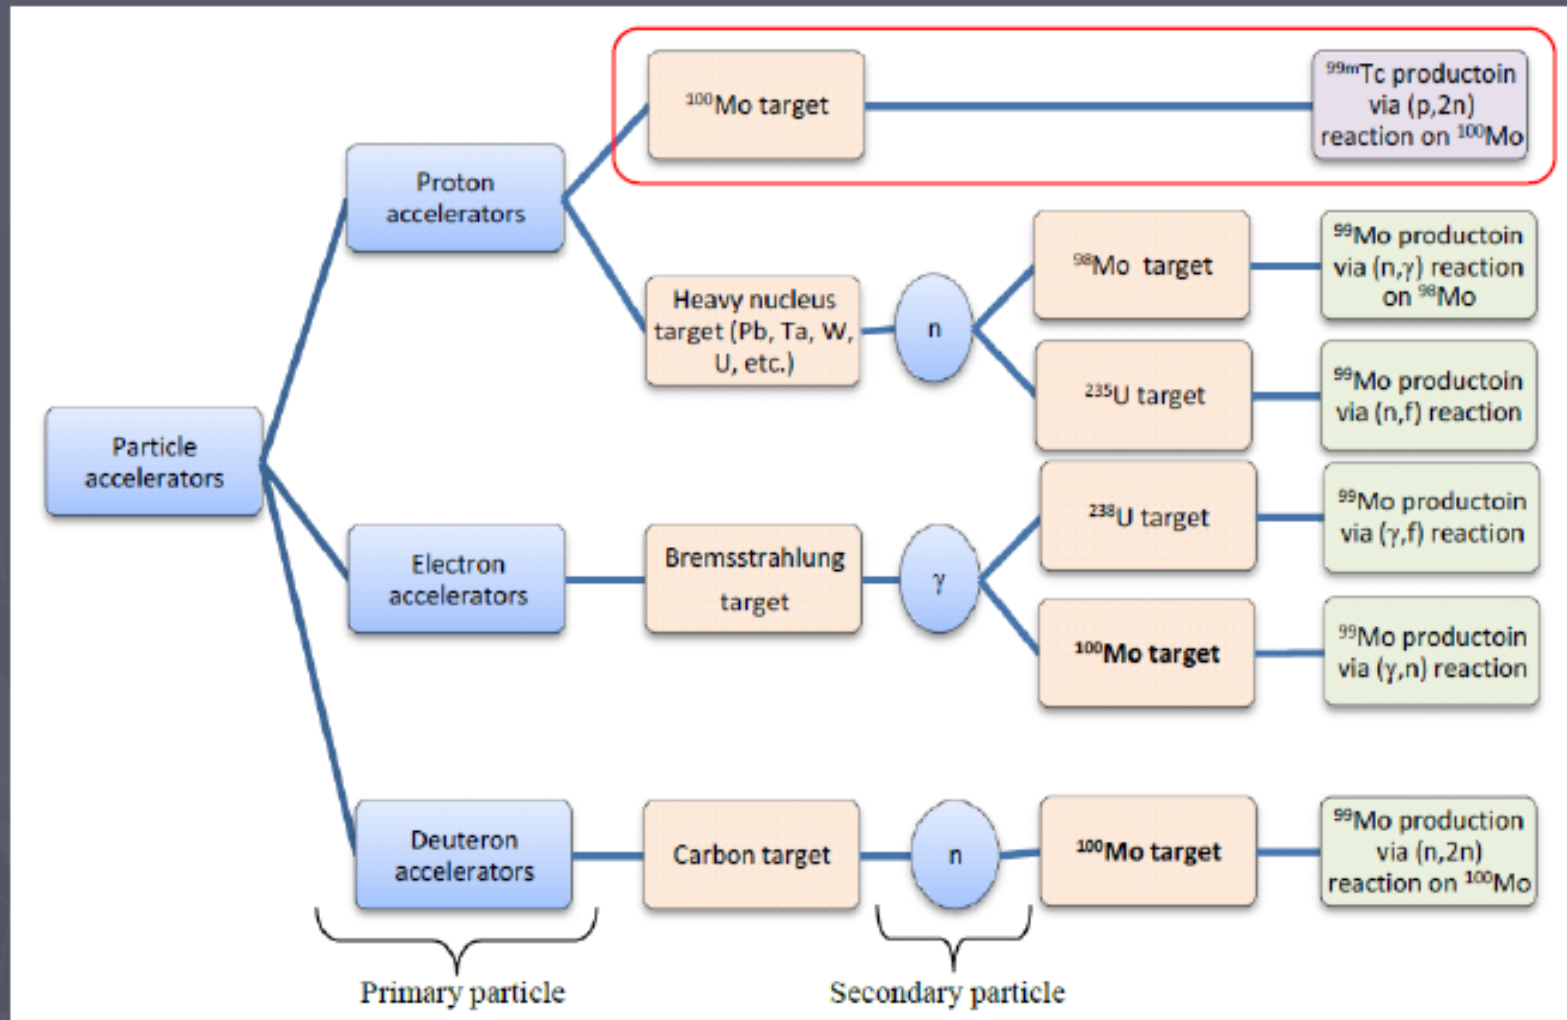 ¹⁰⁰Mo target
⁹⁹ᵐTc productoin
via (p,2n)
reaction on ¹⁰⁰Mo
Proton
accelerators
Heavy nucleus
target (Pb, Ta, W,
U, etc.)
n
⁹⁸Mo target
⁹⁹Mo productoin
via (n,γ) reaction
on ⁹⁸Mo
²³⁵U target
⁹⁹Mo productoin
via (n,f) reaction
Particle
accelerators
Electron
accelerators
Bremsstrahlung
target
γ
²³⁸U target
⁹⁹Mo productoin
via (γ,f) reaction
¹⁰⁰Mo target
⁹⁹Mo productoin
via (γ,n) reaction
Deuteron
accelerators
Carbon target
n
¹⁰⁰Mo target
⁹⁹Mo production
via (n,2n)
reaction on ¹⁰⁰Mo
Primary particle
Secondary particle